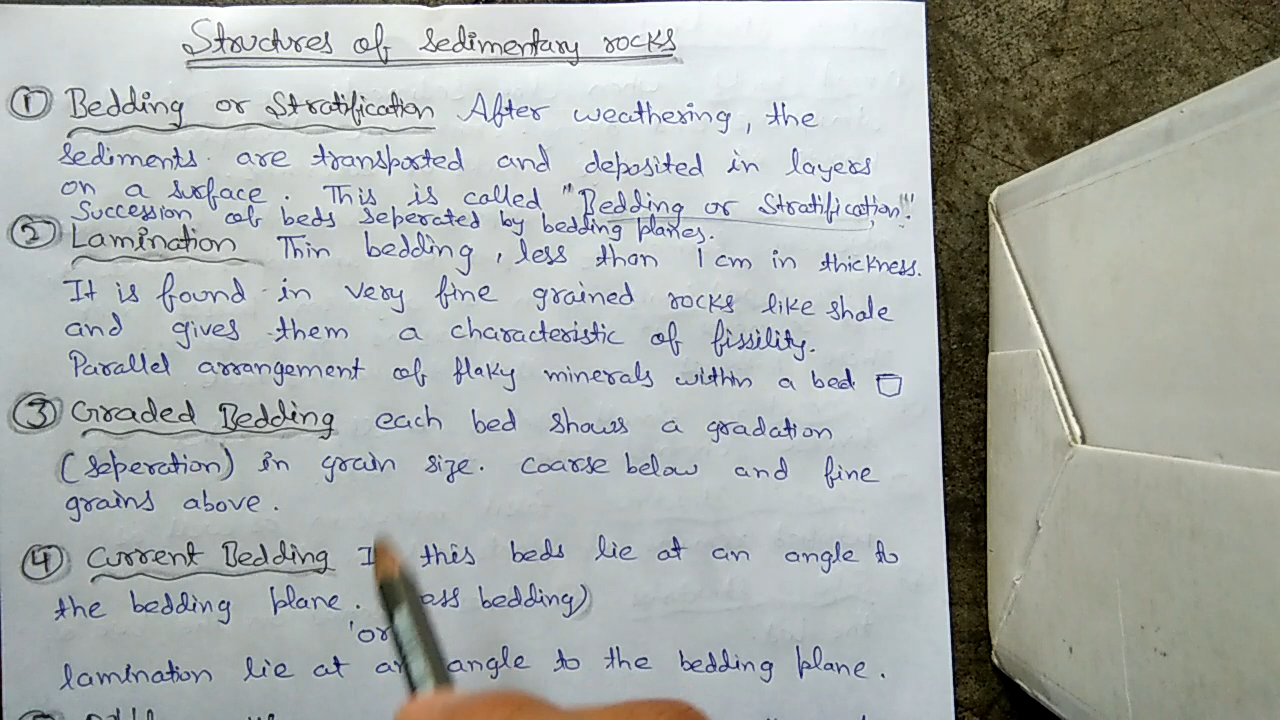 Structures of Sedimentary rocks
① Bedding or Stratification After weathering, the
sediments are transported and deposited in layers
on a surface. This is called "Bedding or Stratification".
Succession of beds seperated by bedding planes.
② Lamination Thin bedding, less than 1 cm in thickness.
It is found in very fine grained rocks like shale
and gives them a characteristic of fissility.
Parallel arrangement of flaky minerals within a bed
③ Graded Bedding each bed shows a gradation
(seperation) in grain size. coarse below and fine
grains above.
④ Current Bedding this beds lie at an angle to
the bedding plane. bedding)
'or
lamination lie at an angle to the bedding plane.